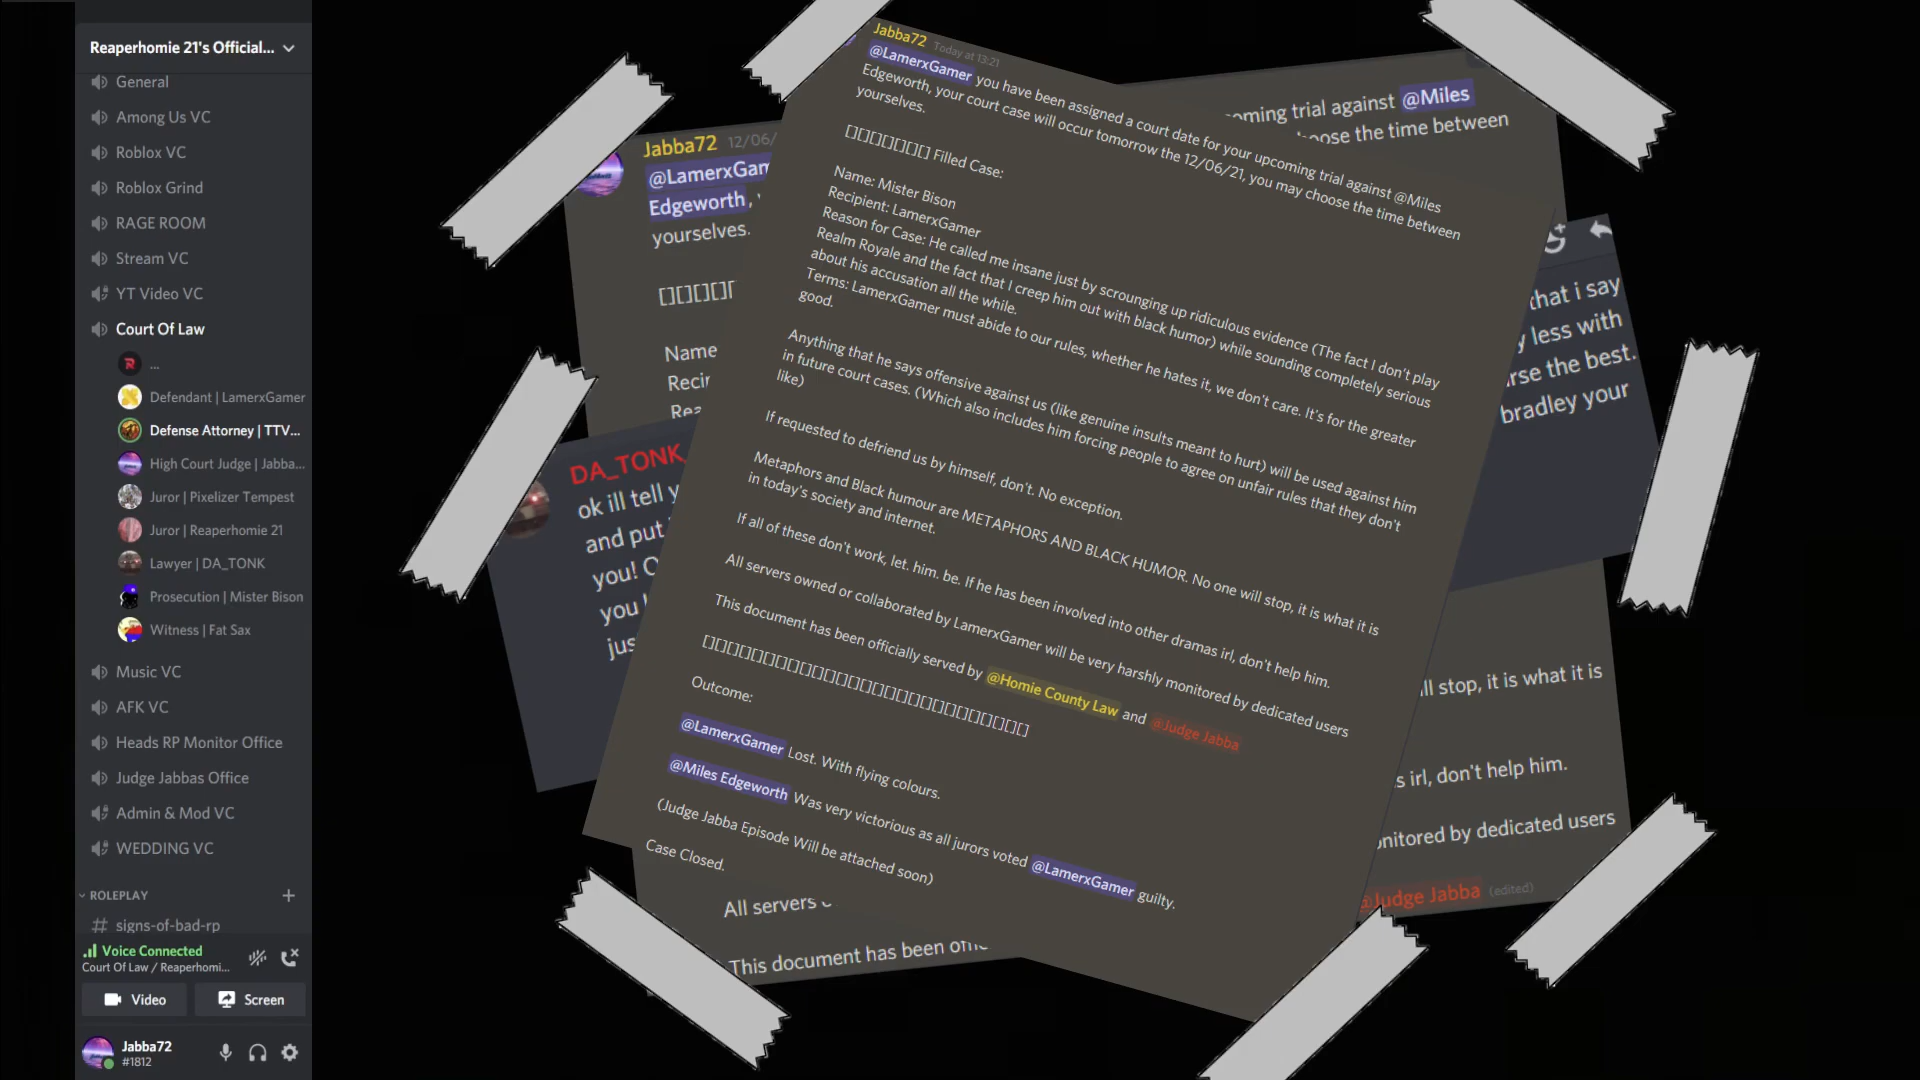 Reaperhomie 21's Official...
General
Among Us VC
Roblox VC
Roblox Grind
RAGE ROOM
Stream VC
YT Video VC
Court Of Law
...
Defendant | LamerxGamer
Defense Attorney | TTV...
High Court Judge | Jabba...
Juror | Pixelizer Tempest
Juror | Reaperhomie 21
Lawyer | DA_TONK
Prosecution | Mister Bison
Witness | Fat Sax
Music VC
AFK VC
Heads RP Monitor Office
Judge Jabbas Office
Admin & Mod VC
WEDDING VC
ROLEPLAY
# signs-of-bad-rp
Voice Connected
Court Of Law / Reaperhomi...
Video
Screen
Jabba72
#1812
Jabba72 Today at 13:21
@LamerxGamer you have been assigned a court date for your upcoming trial against @Miles
Edgeworth, your court case will occur tomorrow the 12/06/21, you may choose the time between
yourselves.
[][][][][][][] Filled Case:
Name: Mister Bison
Recipient: LamerxGamer
Reason for Case: He called me insane just by scrounging up ridiculous evidence (The fact I don't play
Realm Royale and the fact that I creep him out with black humor) while sounding completely serious
about his accusation all the while.
Terms: LamerxGamer must abide to our rules, whether he hates it, we don't care. It's for the greater
good.
Anything that he says offensive against us (like genuine insults meant to hurt) will be used against him
in future court cases. (Which also includes him forcing people to agree on unfair rules that they don't
like)
If requested to defriend us by himself, don't. No exception.
Metaphors and Black humour are METAPHORS AND BLACK HUMOR. No one will stop, it is what it is
in today's society and internet.
If all of these don't work, let. him. be. If he has been involved into other dramas irl, don't help him.
All servers owned or collaborated by LamerxGamer will be very harshly monitored by dedicated users
This document has been officially served by @Homie County Law and @Judge Jabba
[][][][][][][][][][][][][][][][][][][][][][][][][][][]
Outcome:
@LamerxGamer Lost. With flying colours.
@Miles Edgeworth Was very victorious as all jurors voted @LamerxGamer guilty.
(Judge Jabba Episode Will be attached soon)
Case Closed.
Jabba72 12/06/
@LamerxGam
Edgeworth,
yourselves.
[][][][]
Name
Recip
Rea
coming trial against @Miles
choose the time between
DA_TONK
ok ill tell y
and put
you! O
you
jus
that i say
y less with
rse the best.
bradley your
ll stop, it is what it is
s irl, don't help him.
onitored by dedicated users
@Judge Jabba (edited)
All servers
This document has been